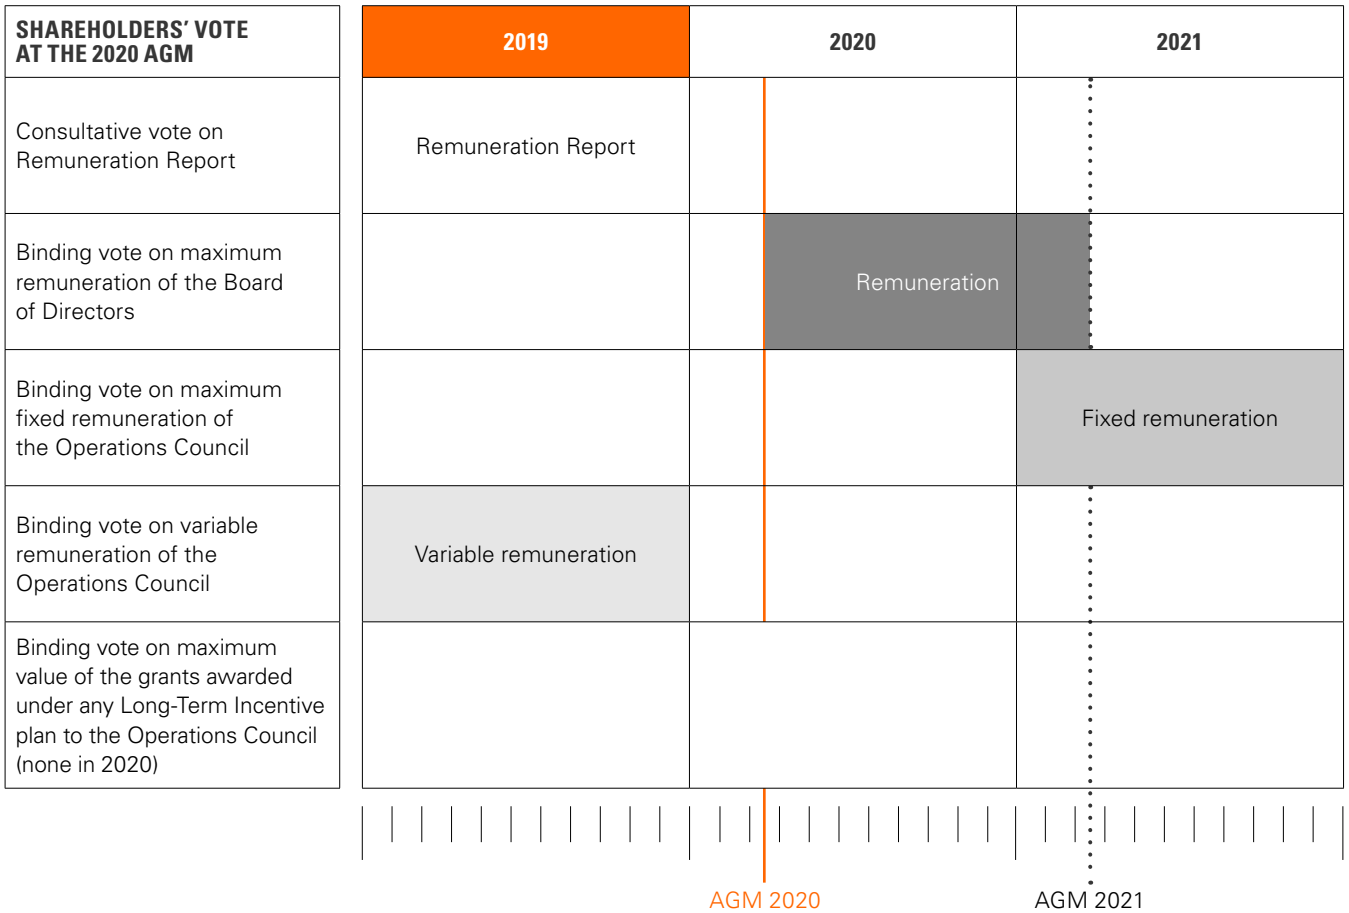 SHAREHOLDERS’ VOTE
AT THE 2020 AGM
2019
2020
2021
Consultative vote on
Remuneration Report
Remuneration Report
Binding vote on maximum
remuneration of the Board
of Directors
Remuneration
Binding vote on maximum
fixed remuneration of
the Operations Council
Fixed remuneration
Binding vote on variable
remuneration of the
Operations Council
Variable remuneration
Binding vote on maximum
value of the grants awarded
under any Long-Term Incentive
plan to the Operations Council
(none in 2020)
AGM 2020
AGM 2021